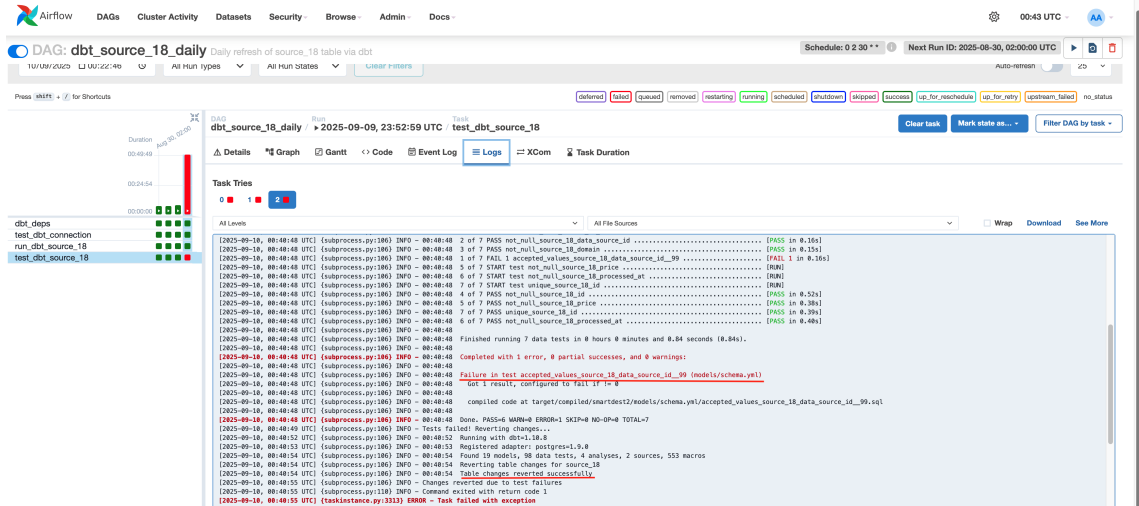 Airflow DAGs Cluster Activity Datasets Security Browse Admin Docs 00:43 UTC AA
DAG: dbt_source_18_daily Daily refresh of source_18 table via dbt Schedule: 0 2 30 * * Next Run ID: 2025-08-30, 02:00:00 UTC
10/09/2025 00:22:46 All Run Types All Run States Clear Filters Auto-refresh 25
Press shift + / for Shortcuts
deferred failed queued removed restarting running scheduled shutdown skipped success up_for_reschedule up_for_retry upstream_failed no_status
Duration
Aug 30, 02:00
00:49:49
00:24:54
00:00:00
dbt_deps
test_dbt_connection
run_dbt_source_18
test_dbt_source_18
DAG Run Task
dbt_source_18_daily / 2025-09-09, 23:52:59 UTC / test_dbt_source_18
Clear task Mark state as... Filter DAG by task
Details Graph Gantt Code Event Log Logs XCom Task Duration
Task Tries
0 1 2
All Levels All File Sources Wrap Download See More
[2025-09-10, 00:40:48 UTC] {subprocess.py:106} INFO - 00:40:48 2 of 7 PASS not_null_source_18_data_source_id ................................ [PASS in 0.16s]
[2025-09-10, 00:40:48 UTC] {subprocess.py:106} INFO - 00:40:48 3 of 7 PASS not_null_source_18_domain ........................................ [PASS in 0.15s]
[2025-09-10, 00:40:48 UTC] {subprocess.py:106} INFO - 00:40:48 1 of 7 FAIL 1 accepted_values_source_18_data_source_id__99 ................... [FAIL 1 in 0.16s]
[2025-09-10, 00:40:48 UTC] {subprocess.py:106} INFO - 00:40:48 5 of 7 START test not_null_source_18_price ................................... [RUN]
[2025-09-10, 00:40:48 UTC] {subprocess.py:106} INFO - 00:40:48 6 of 7 START test not_null_source_18_processed_at ............................ [RUN]
[2025-09-10, 00:40:48 UTC] {subprocess.py:106} INFO - 00:40:48 7 of 7 START test unique_source_18_id ........................................ [RUN]
[2025-09-10, 00:40:48 UTC] {subprocess.py:106} INFO - 00:40:48 4 of 7 PASS not_null_source_18_id ............................................ [PASS in 0.52s]
[2025-09-10, 00:40:48 UTC] {subprocess.py:106} INFO - 00:40:48 5 of 7 PASS not_null_source_18_price ......................................... [PASS in 0.38s]
[2025-09-10, 00:40:48 UTC] {subprocess.py:106} INFO - 00:40:48 7 of 7 PASS unique_source_18_id .............................................. [PASS in 0.39s]
[2025-09-10, 00:40:48 UTC] {subprocess.py:106} INFO - 00:40:48 6 of 7 PASS not_null_source_18_processed_at .................................. [PASS in 0.40s]
[2025-09-10, 00:40:48 UTC] {subprocess.py:106} INFO - 00:40:48
[2025-09-10, 00:40:48 UTC] {subprocess.py:106} INFO - 00:40:48 Finished running 7 data tests in 0 hours 0 minutes and 0.84 seconds (0.84s).
[2025-09-10, 00:40:48 UTC] {subprocess.py:106} INFO - 00:40:48
[2025-09-10, 00:40:48 UTC] {subprocess.py:106} INFO - 00:40:48 Completed with 1 error, 0 partial successes, and 0 warnings:
[2025-09-10, 00:40:48 UTC] {subprocess.py:106} INFO - 00:40:48
[2025-09-10, 00:40:48 UTC] {subprocess.py:106} INFO - 00:40:48 Failure in test accepted_values_source_18_data_source_id__99 (models/schema.yml)
[2025-09-10, 00:40:48 UTC] {subprocess.py:106} INFO - 00:40:48 Got 1 result, configured to fail if != 0
[2025-09-10, 00:40:48 UTC] {subprocess.py:106} INFO - 00:40:48
[2025-09-10, 00:40:48 UTC] {subprocess.py:106} INFO - 00:40:48 compiled code at target/compiled/smartdest2/models/schema.yml/accepted_values_source_18_data_source_id__99.sql
[2025-09-10, 00:40:48 UTC] {subprocess.py:106} INFO - 00:40:48
[2025-09-10, 00:40:48 UTC] {subprocess.py:106} INFO - 00:40:48 Done. PASS=6 WARN=0 ERROR=1 SKIP=0 NO-OP=0 TOTAL=7
[2025-09-10, 00:40:49 UTC] {subprocess.py:106} INFO - Tests failed! Reverting changes...
[2025-09-10, 00:40:52 UTC] {subprocess.py:106} INFO - 00:40:52 Running with dbt=1.10.8
[2025-09-10, 00:40:53 UTC] {subprocess.py:106} INFO - 00:40:53 Registered adapter: postgres=1.9.0
[2025-09-10, 00:40:54 UTC] {subprocess.py:106} INFO - 00:40:54 Found 19 models, 98 data tests, 4 analyses, 2 sources, 553 macros
[2025-09-10, 00:40:54 UTC] {subprocess.py:106} INFO - 00:40:54 Reverting table changes for source_18
[2025-09-10, 00:40:54 UTC] {subprocess.py:106} INFO - 00:40:54 Table changes reverted successfully
[2025-09-10, 00:40:55 UTC] {subprocess.py:106} INFO - Changes reverted due to test failures
[2025-09-10, 00:40:55 UTC] {subprocess.py:110} INFO - Command exited with return code 1
[2025-09-10, 00:40:55 UTC] {taskinstance.py:3313} ERROR - Task failed with exception